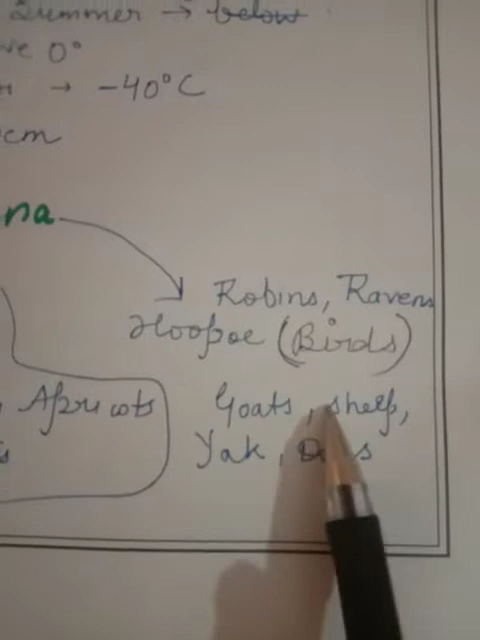 Summer → below
ve 0°
→ -40°C
cm
na
Robins, Ravens
Hoopoe (Birds)
Apricots
Goats, sheep,
Yak,